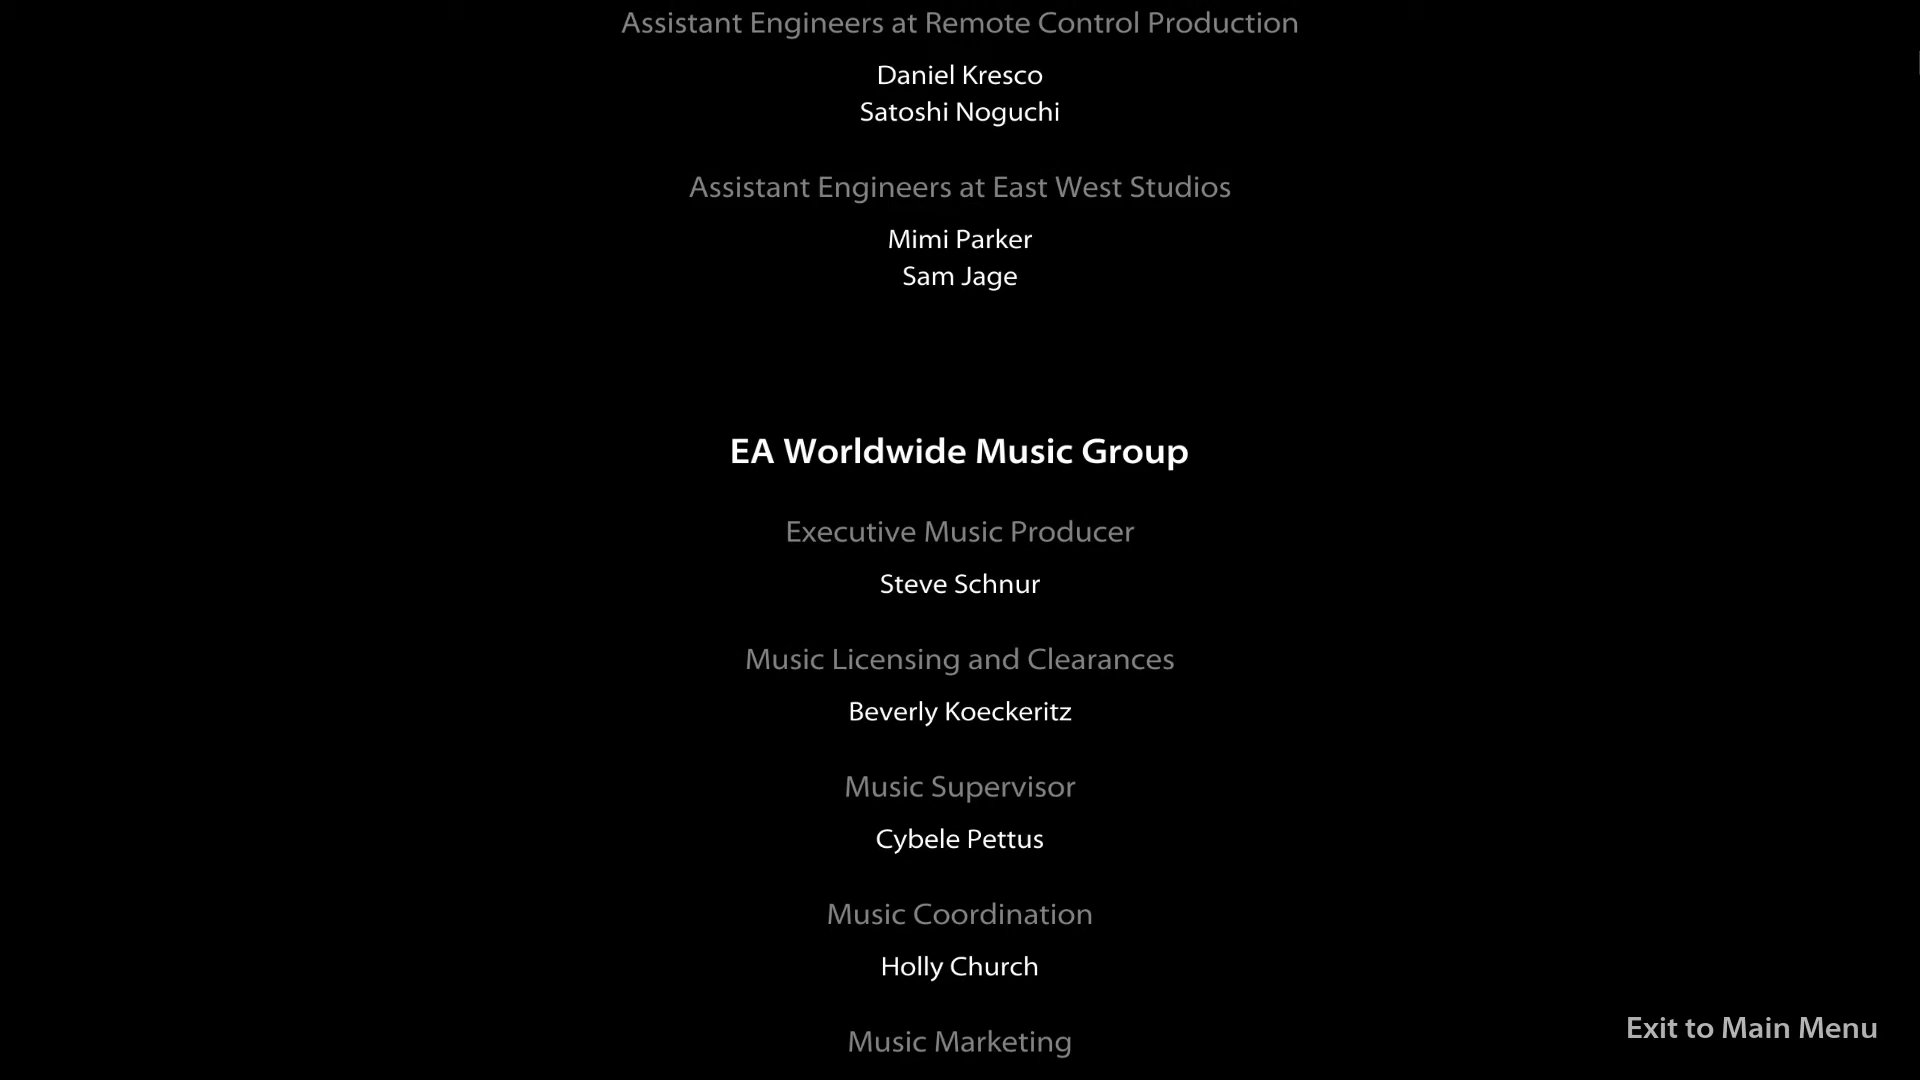 Assistant Engineers at Remote Control Production
Daniel Kresco
Satoshi Noguchi
Assistant Engineers at East West Studios
Mimi Parker
Sam Jage
EA Worldwide Music Group
Executive Music Producer
Steve Schnur
Music Licensing and Clearances
Beverly Koeckeritz
Music Supervisor
Cybele Pettus
Music Coordination
Holly Church
Music Marketing
Exit to Main Menu